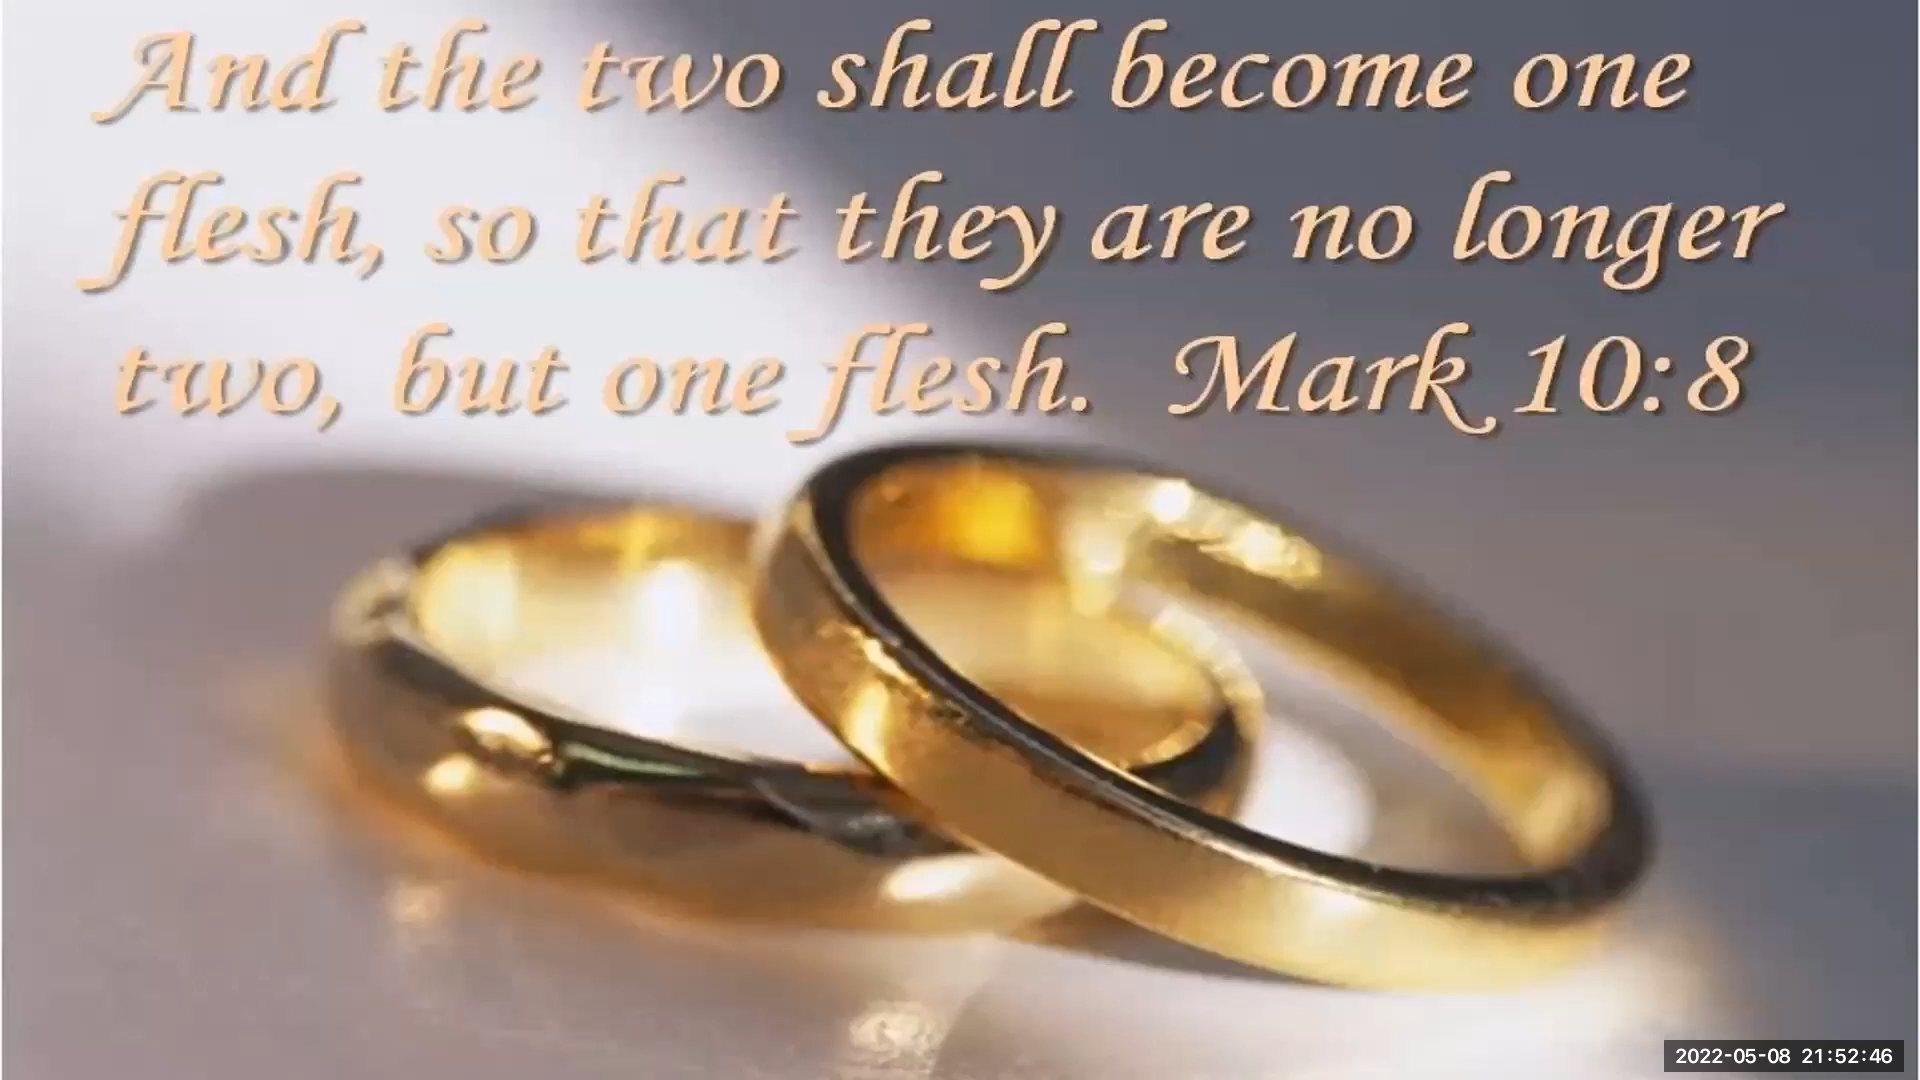 And the two shall become one
flesh, so that they are no longer
two, but one flesh. Mark 10:8
2022-05-08 21:52:46